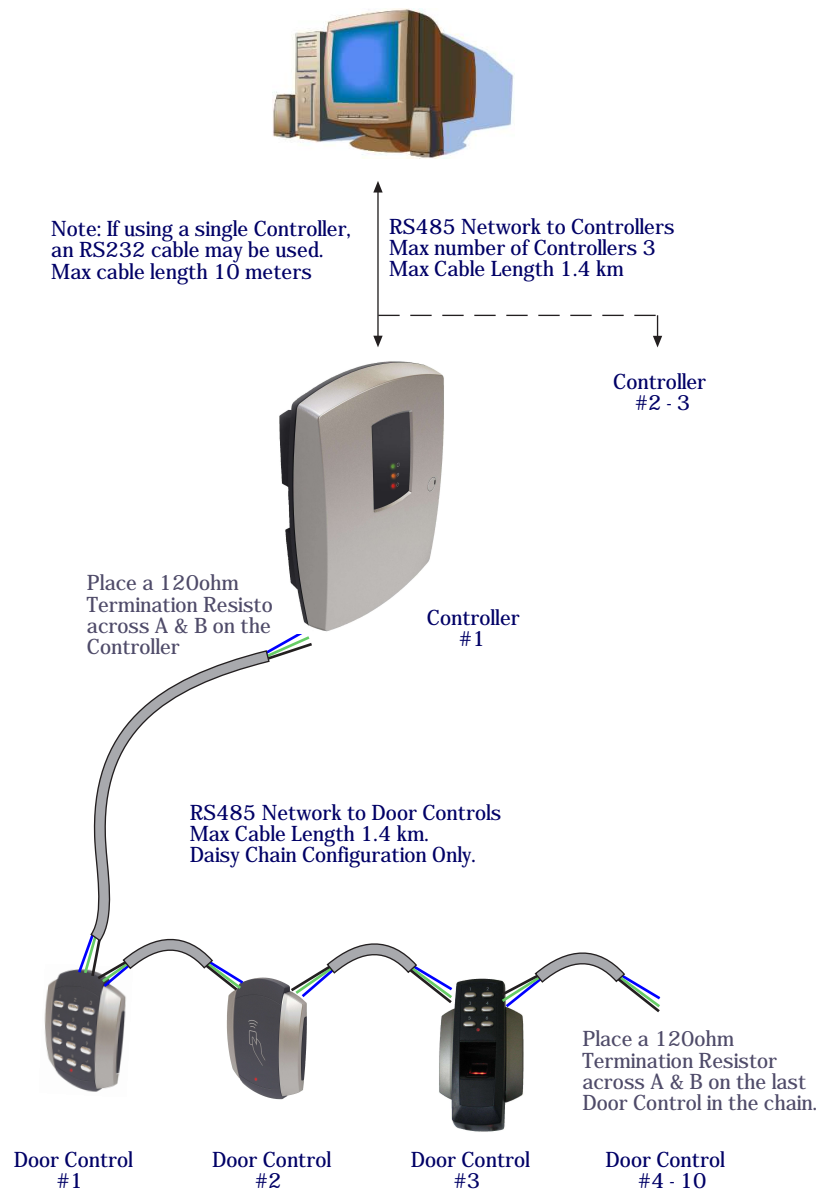 Note: If using a single Controller,
an RS232 cable may be used.
Max cable length 10 meters
RS485 Network to Controllers
Max number of Controllers 3
Max Cable Length 1.4 km
Controller
#2 - 3
Place a 120ohm
Termination Resisto
across A & B on the
Controller
Controller
#1
RS485 Network to Door Controls
Max Cable Length 1.4 km.
Daisy Chain Configuration Only.
Place a 120ohm
Termination Resistor
across A & B on the last
Door Control in the chain.
Door Control
#1
Door Control
#2
Door Control
#3
Door Control
#4 - 10